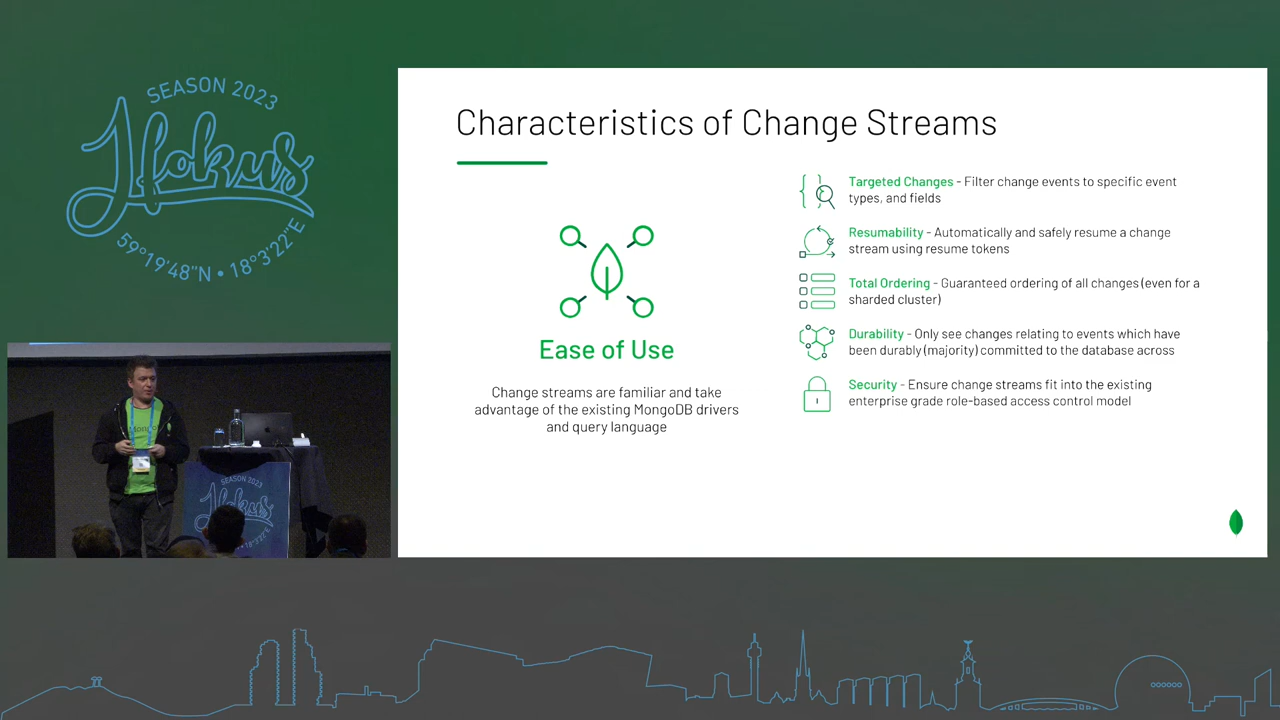 SEASON 2023
Jfokus
59°19'48"N • 18°3'22"E
Characteristics of Change Streams
Ease of Use
Change streams are familiar and take
advantage of the existing MongoDB drivers
and query language
Targeted Changes - Filter change events to specific event
types, and fields
Resumability - Automatically and safely resume a change
stream using resume tokens
Total Ordering - Guaranteed ordering of all changes (even for a
sharded cluster)
Durability - Only see changes relating to events which have
been durably (majority) committed to the database across
Security - Ensure change streams fit into the existing
enterprise grade role-based access control model
SEASON 2023
Jfokus